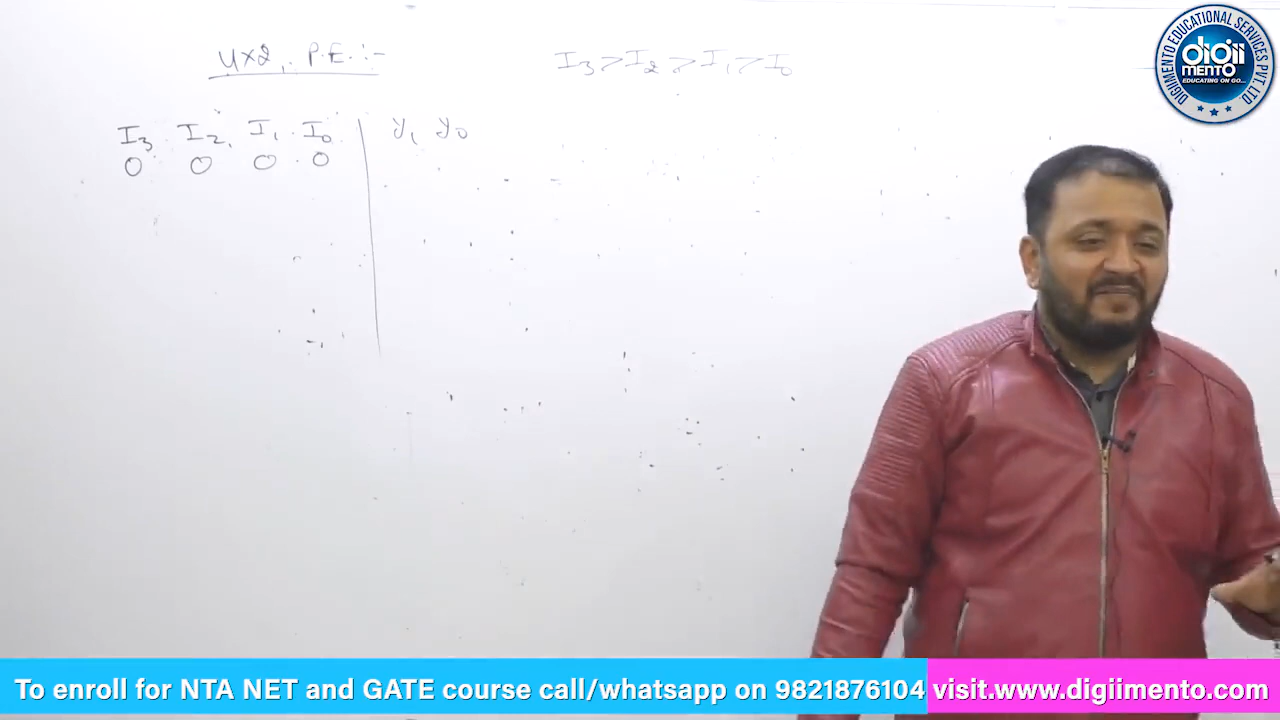 4×2, P.E.:-
I3 > I2 > I1 > I0
I3 I2 I1 I0 y1 y0
0 0 0 0
DIGIIMENTO EDUCATIONAL SERVICES PVT. LTD
digii
MENTO
EDUCATING ON GO...
To enroll for NTA NET and GATE course call/whatsapp on 9821876104 visit.www.digiimento.com